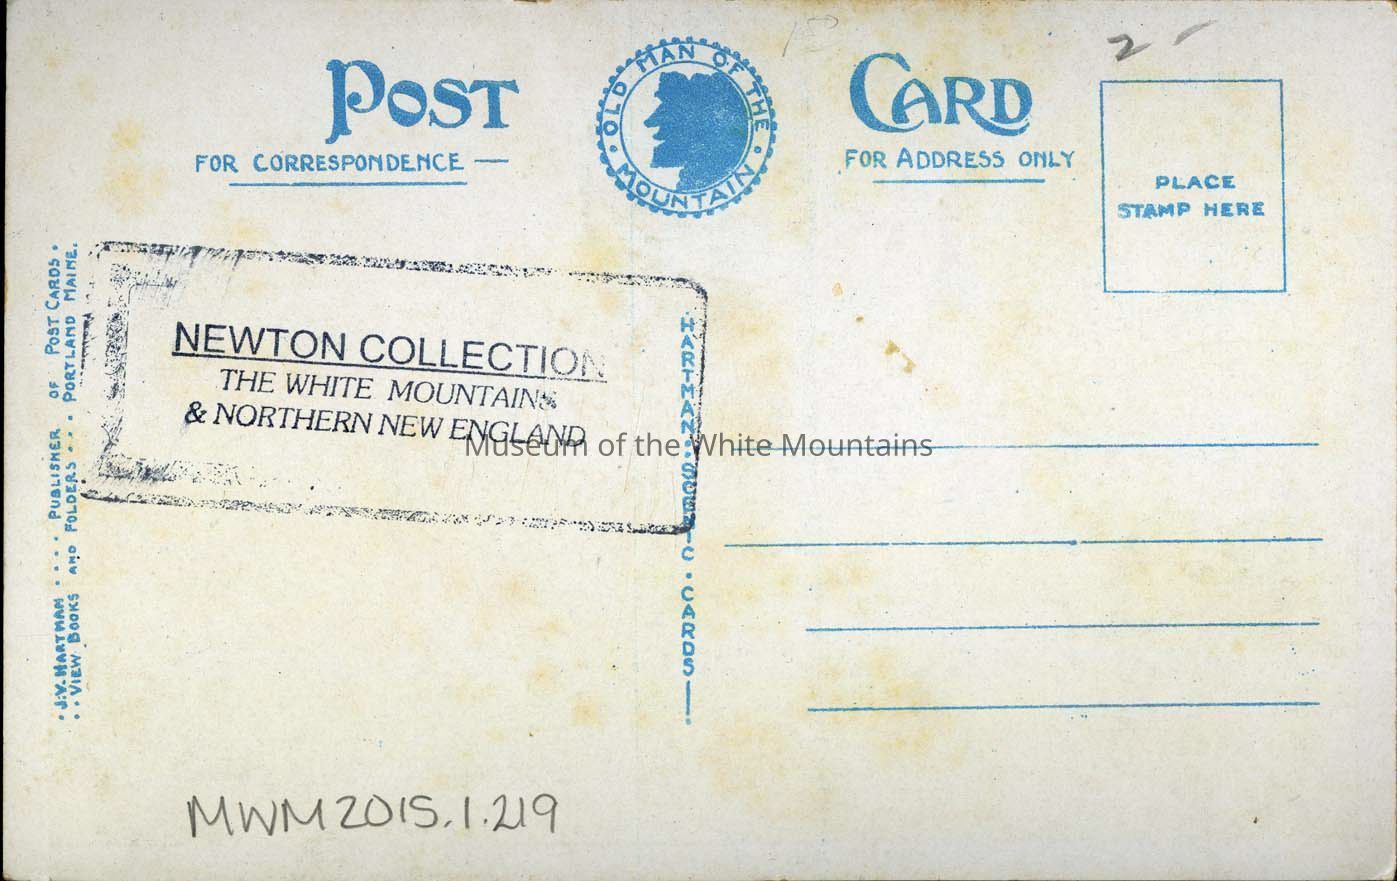 2 -
POST CARD
OLD MAN OF THE
MOUNTAIN
FOR CORRESPONDENCE —
FOR ADDRESS ONLY
PLACE
STAMP HERE
• J.V. HARTMAN • • • • PUBLISHER OF POST CARDS •
• • VIEW BOOKS AND FOLDERS • • • PORTLAND MAINE.
NEWTON COLLECTION
THE WHITE MOUNTAINS
& NORTHERN NEW ENGLAND
HARTMAN • SCENIC • CARDS
Museum of the White Mountains
MWM2015.1.219